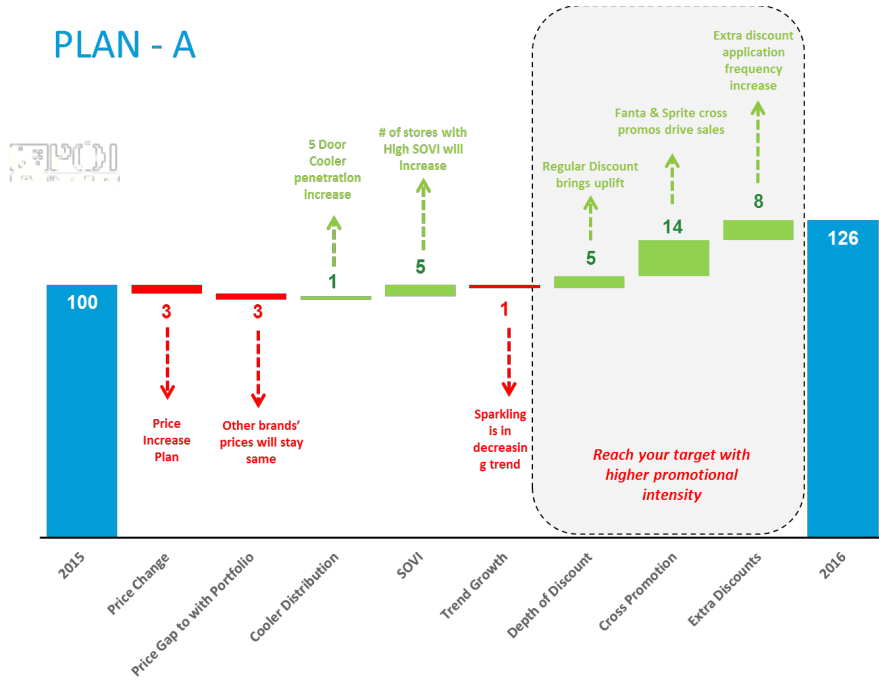 PLAN - A
Extra discount
application
frequency
increase
Fanta & Sprite cross
promos drive sales
# of stores with
High SOVI will
increase
5 Door
Cooler
penetration
increase
Regular Discount
brings uplift
100
3
3
1
5
1
5
14
8
126
Price
Increase
Plan
Other brands’
prices will stay
same
Sparkling
is in
decreasin
g trend
Reach your target with
higher promotional
intensity
2015
Price Change
Price Gap to with Portfolio
Cooler Distribution
SOVI
Trend Growth
Depth of Discount
Cross Promotion
Extra Discounts
2016